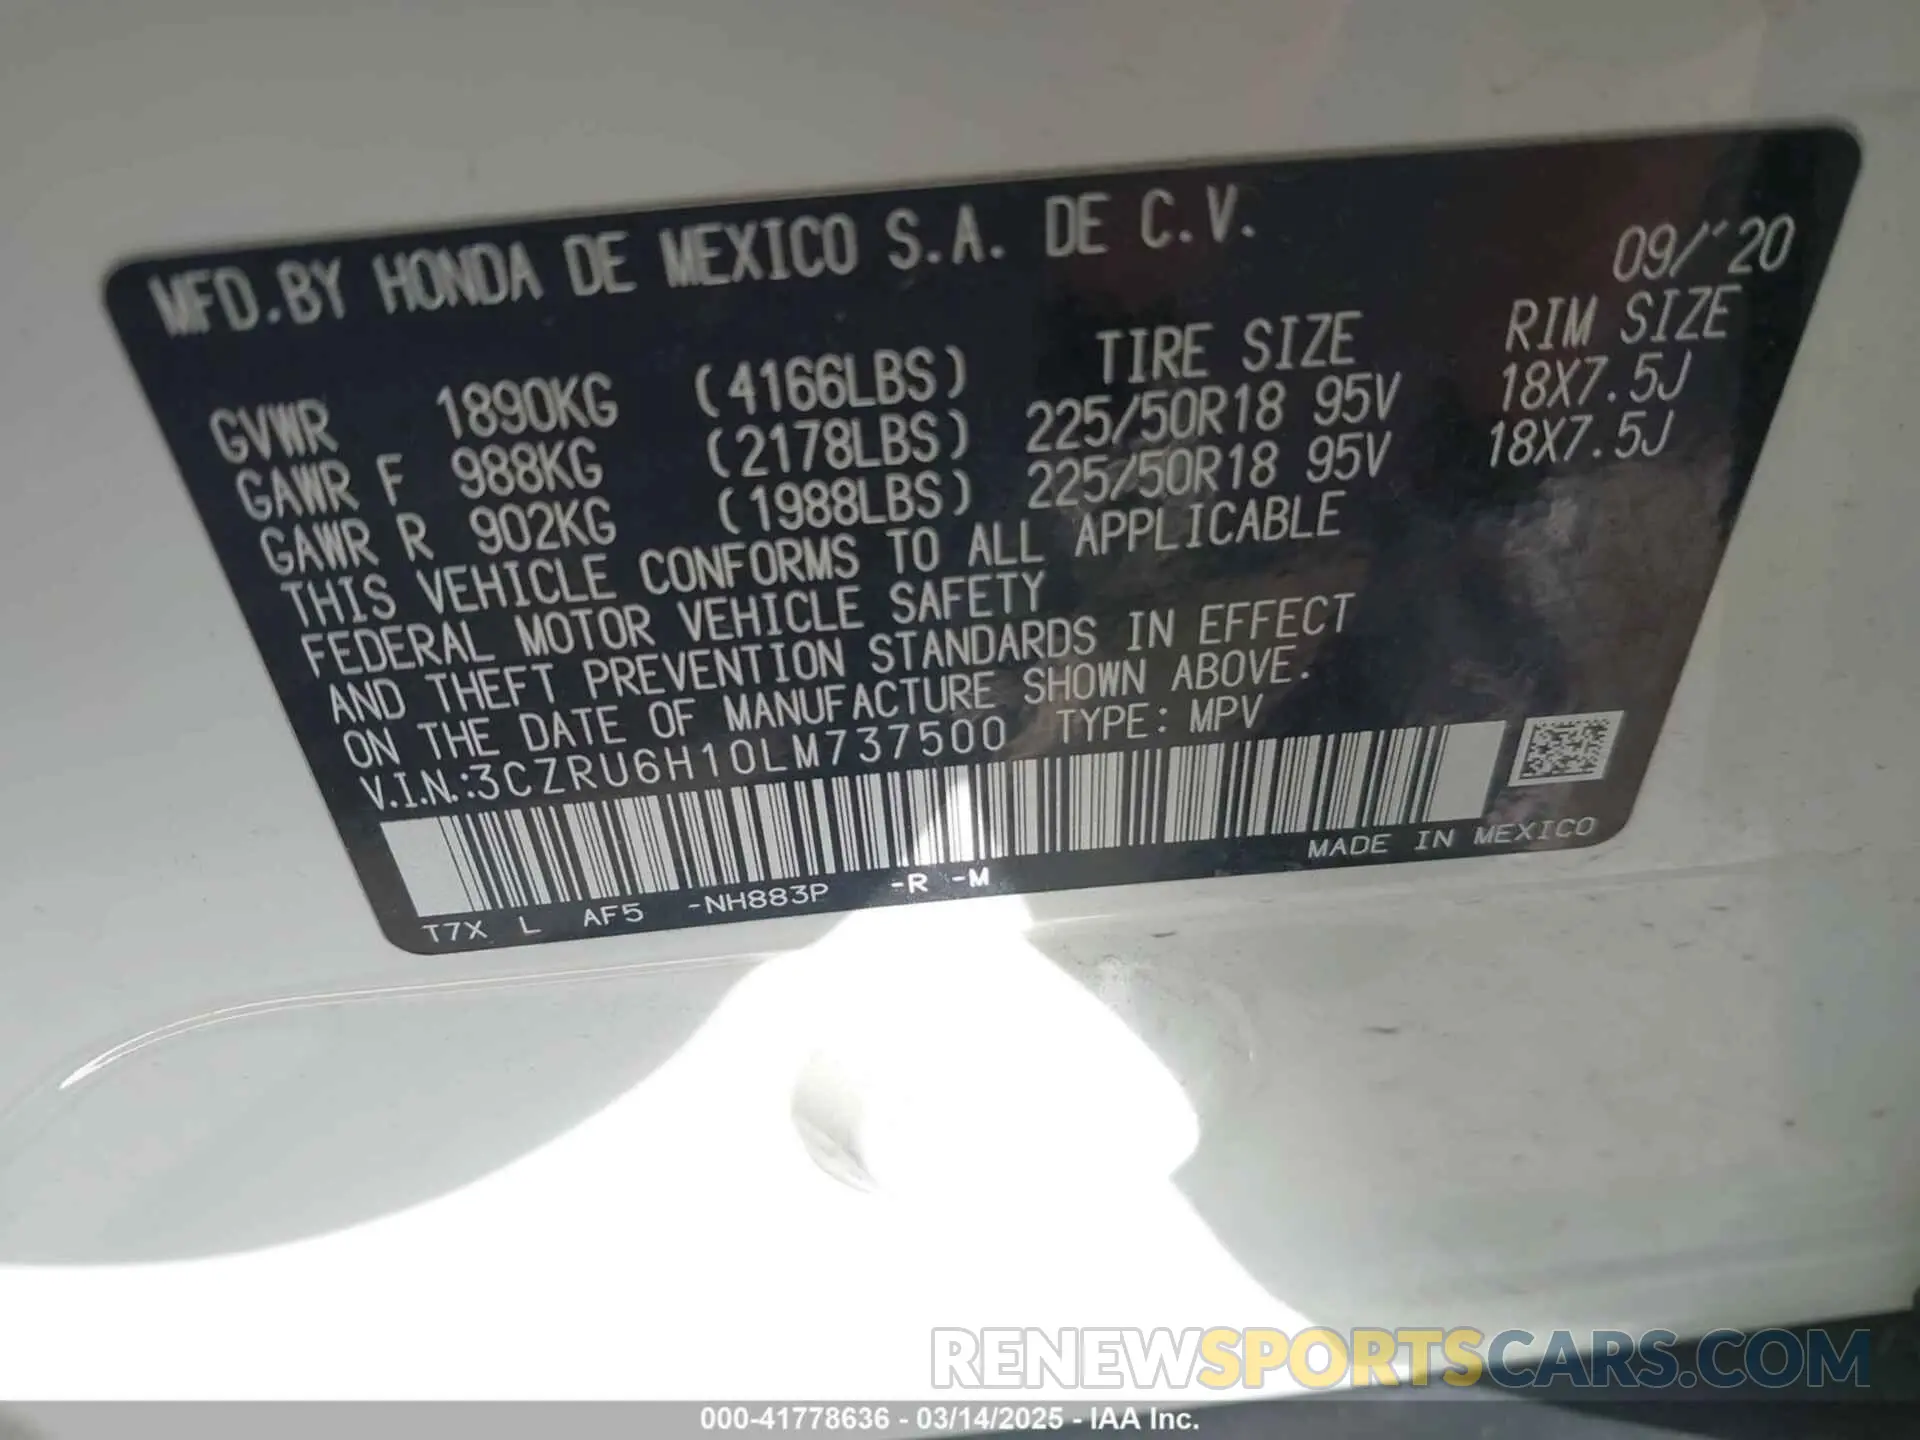 MFD.BY HONDA DE MEXICO S.A. DE C.V. 09/'20
TIRE SIZE RIM SIZE
GVWR 1890KG (4166LBS)
GAWR F 988KG (2178LBS) 225/50R18 95V 18X7.5J
GAWR R 902KG (1988LBS) 225/50R18 95V 18X7.5J
THIS VEHICLE CONFORMS TO ALL APPLICABLE
FEDERAL MOTOR VEHICLE SAFETY
AND THEFT PREVENTION STANDARDS IN EFFECT
ON THE DATE OF MANUFACTURE SHOWN ABOVE.
V.I.N.:3CZRU6H10LM737500 TYPE: MPV
MADE IN MEXICO
T7X L AF5 -NH883P -R -M
RENEWSPORTSCARS.COM
000-41778636 - 03/14/2025 - IAA Inc.